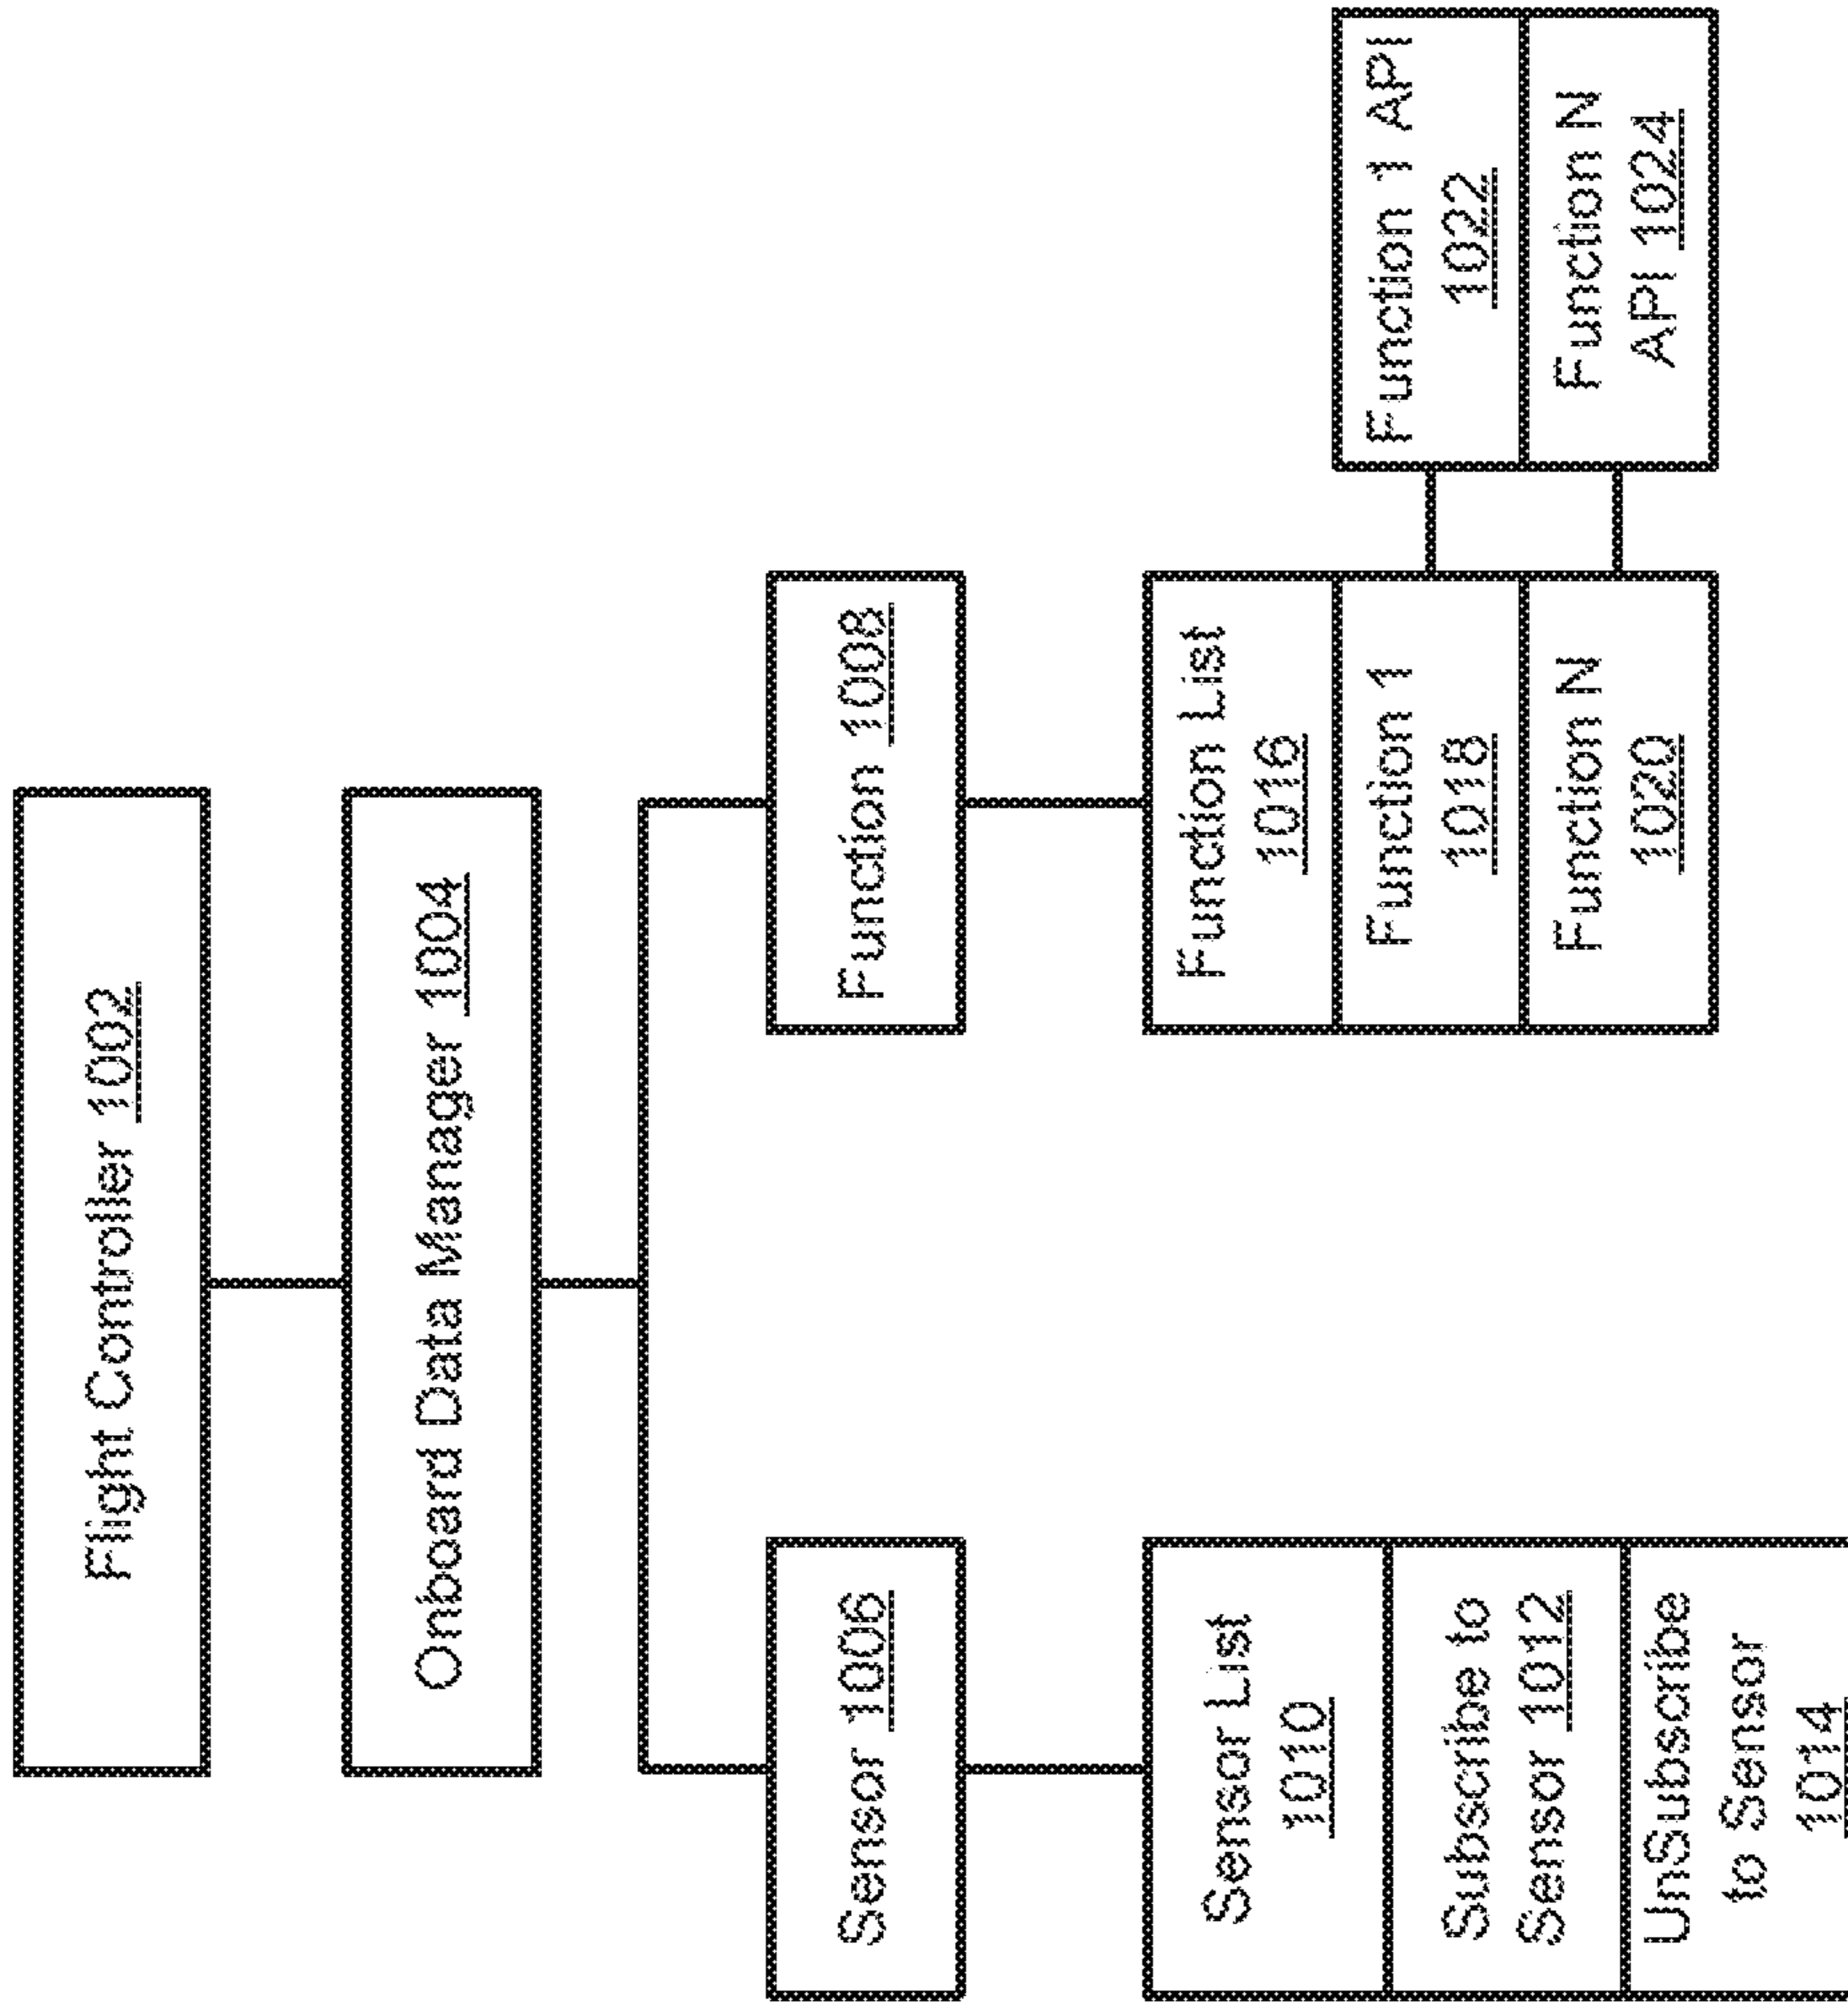 Flight Controller 1002
Onboard Data Manager 1004
Sensor 1006
Function 1008
Sensor List
1010
Subscribe to
Sensor 1012
UnSubscribe
to Sensor
1014
Function List
1016
Function 1
1018
Function N
1020
Function 1 API
1022
Function N
API 1024